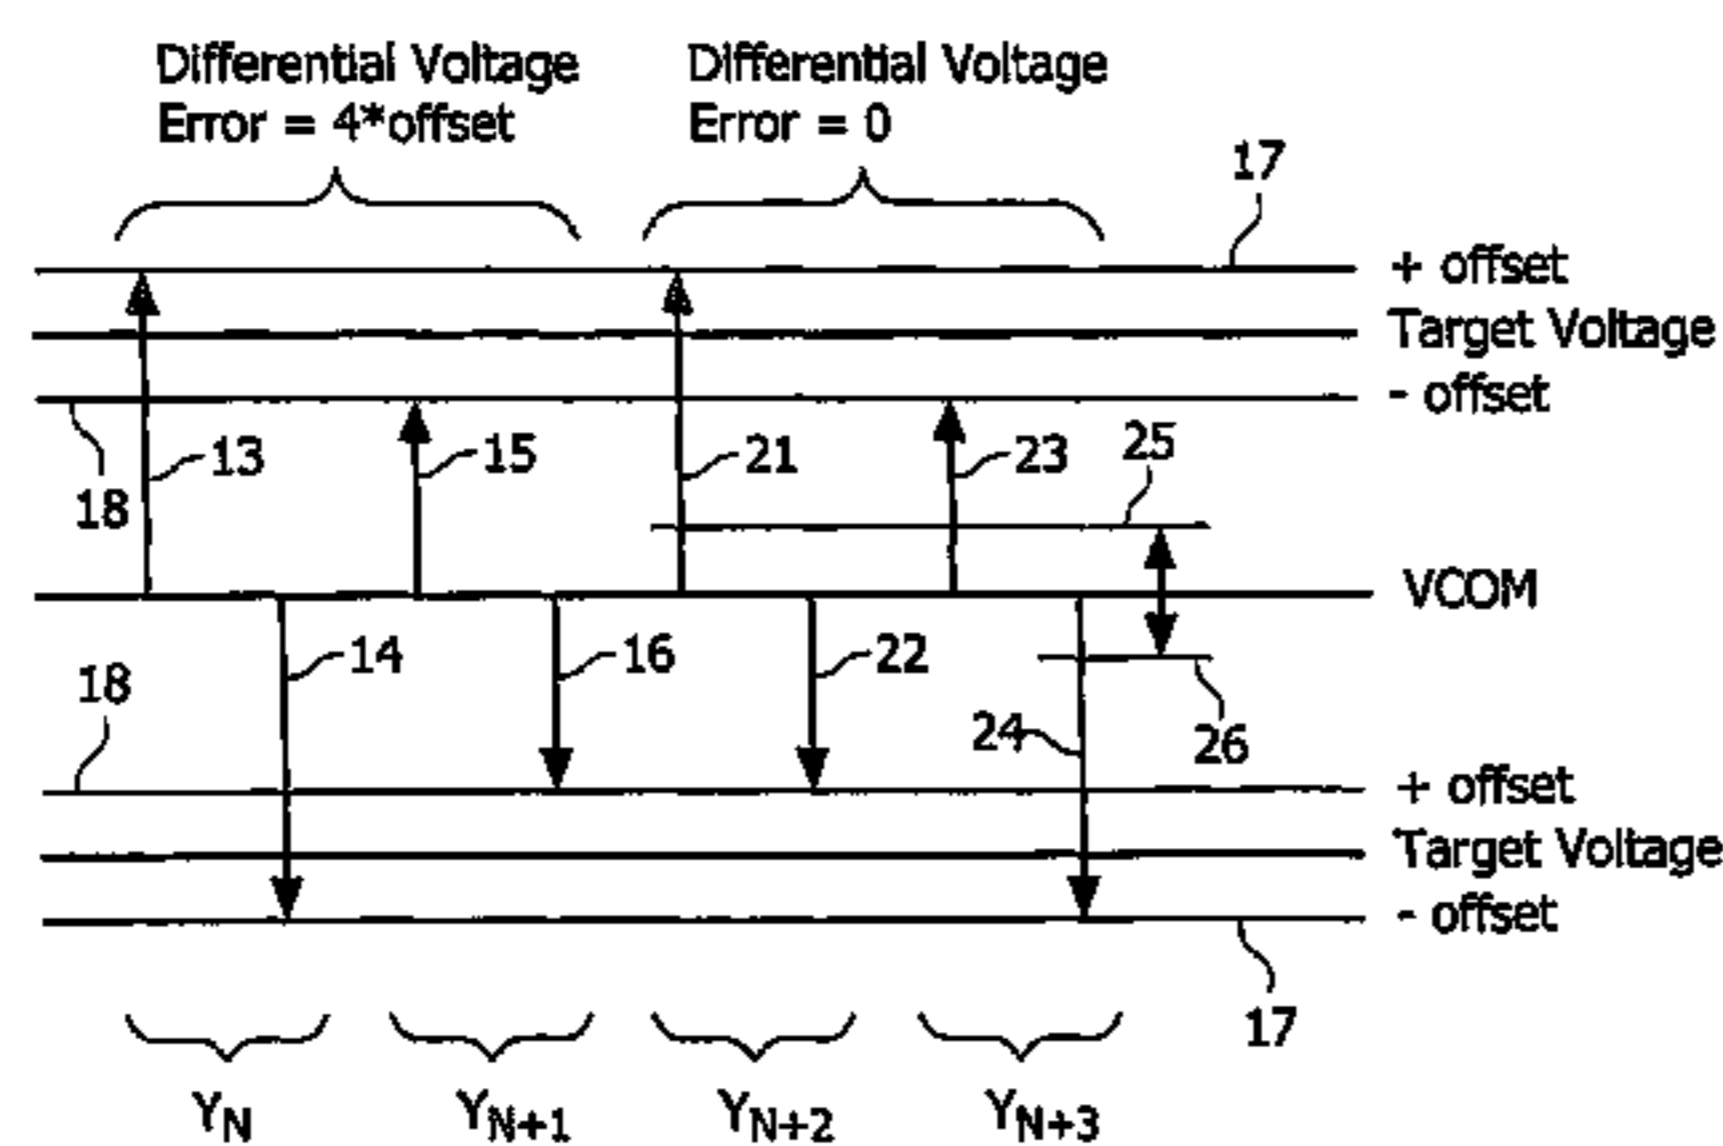 Differential Voltage
Error = 4*offset
Differential Voltage
Error = 0
17
+ offset
Target Voltage
- offset
18
13
15
21
23
25
VCOM
18
14
16
22
24
26
+ offset
Target Voltage
- offset
17
YN
YN+1
YN+2
YN+3